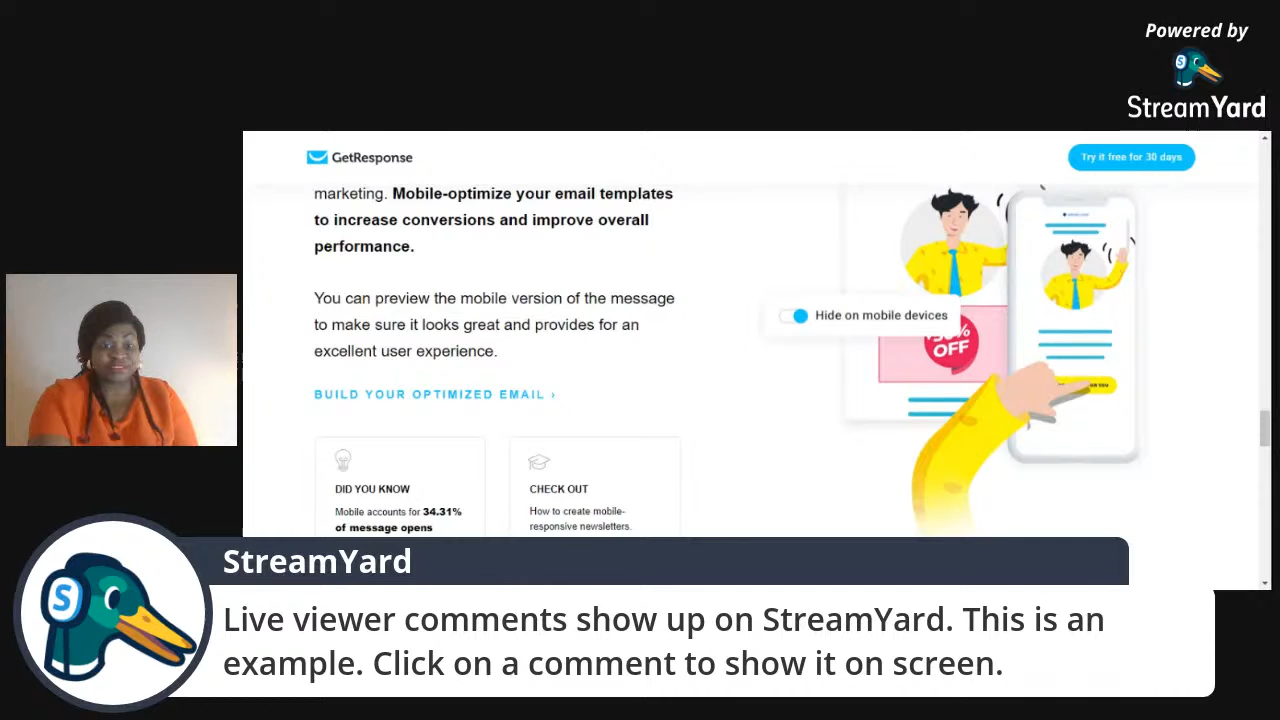 Powered by
StreamYard
GetResponse
Try it free for 30 days
marketing. Mobile-optimize your email templates
to increase conversions and improve overall
performance.
You can preview the mobile version of the message
to make sure it looks great and provides for an
excellent user experience.
BUILD YOUR OPTIMIZED EMAIL ›
Hide on mobile devices
OFF
DID YOU KNOW
Mobile accounts for 34.31%
of message opens
CHECK OUT
How to create mobile-
responsive newsletters.
S
StreamYard
Live viewer comments show up on StreamYard. This is an
example. Click on a comment to show it on screen.